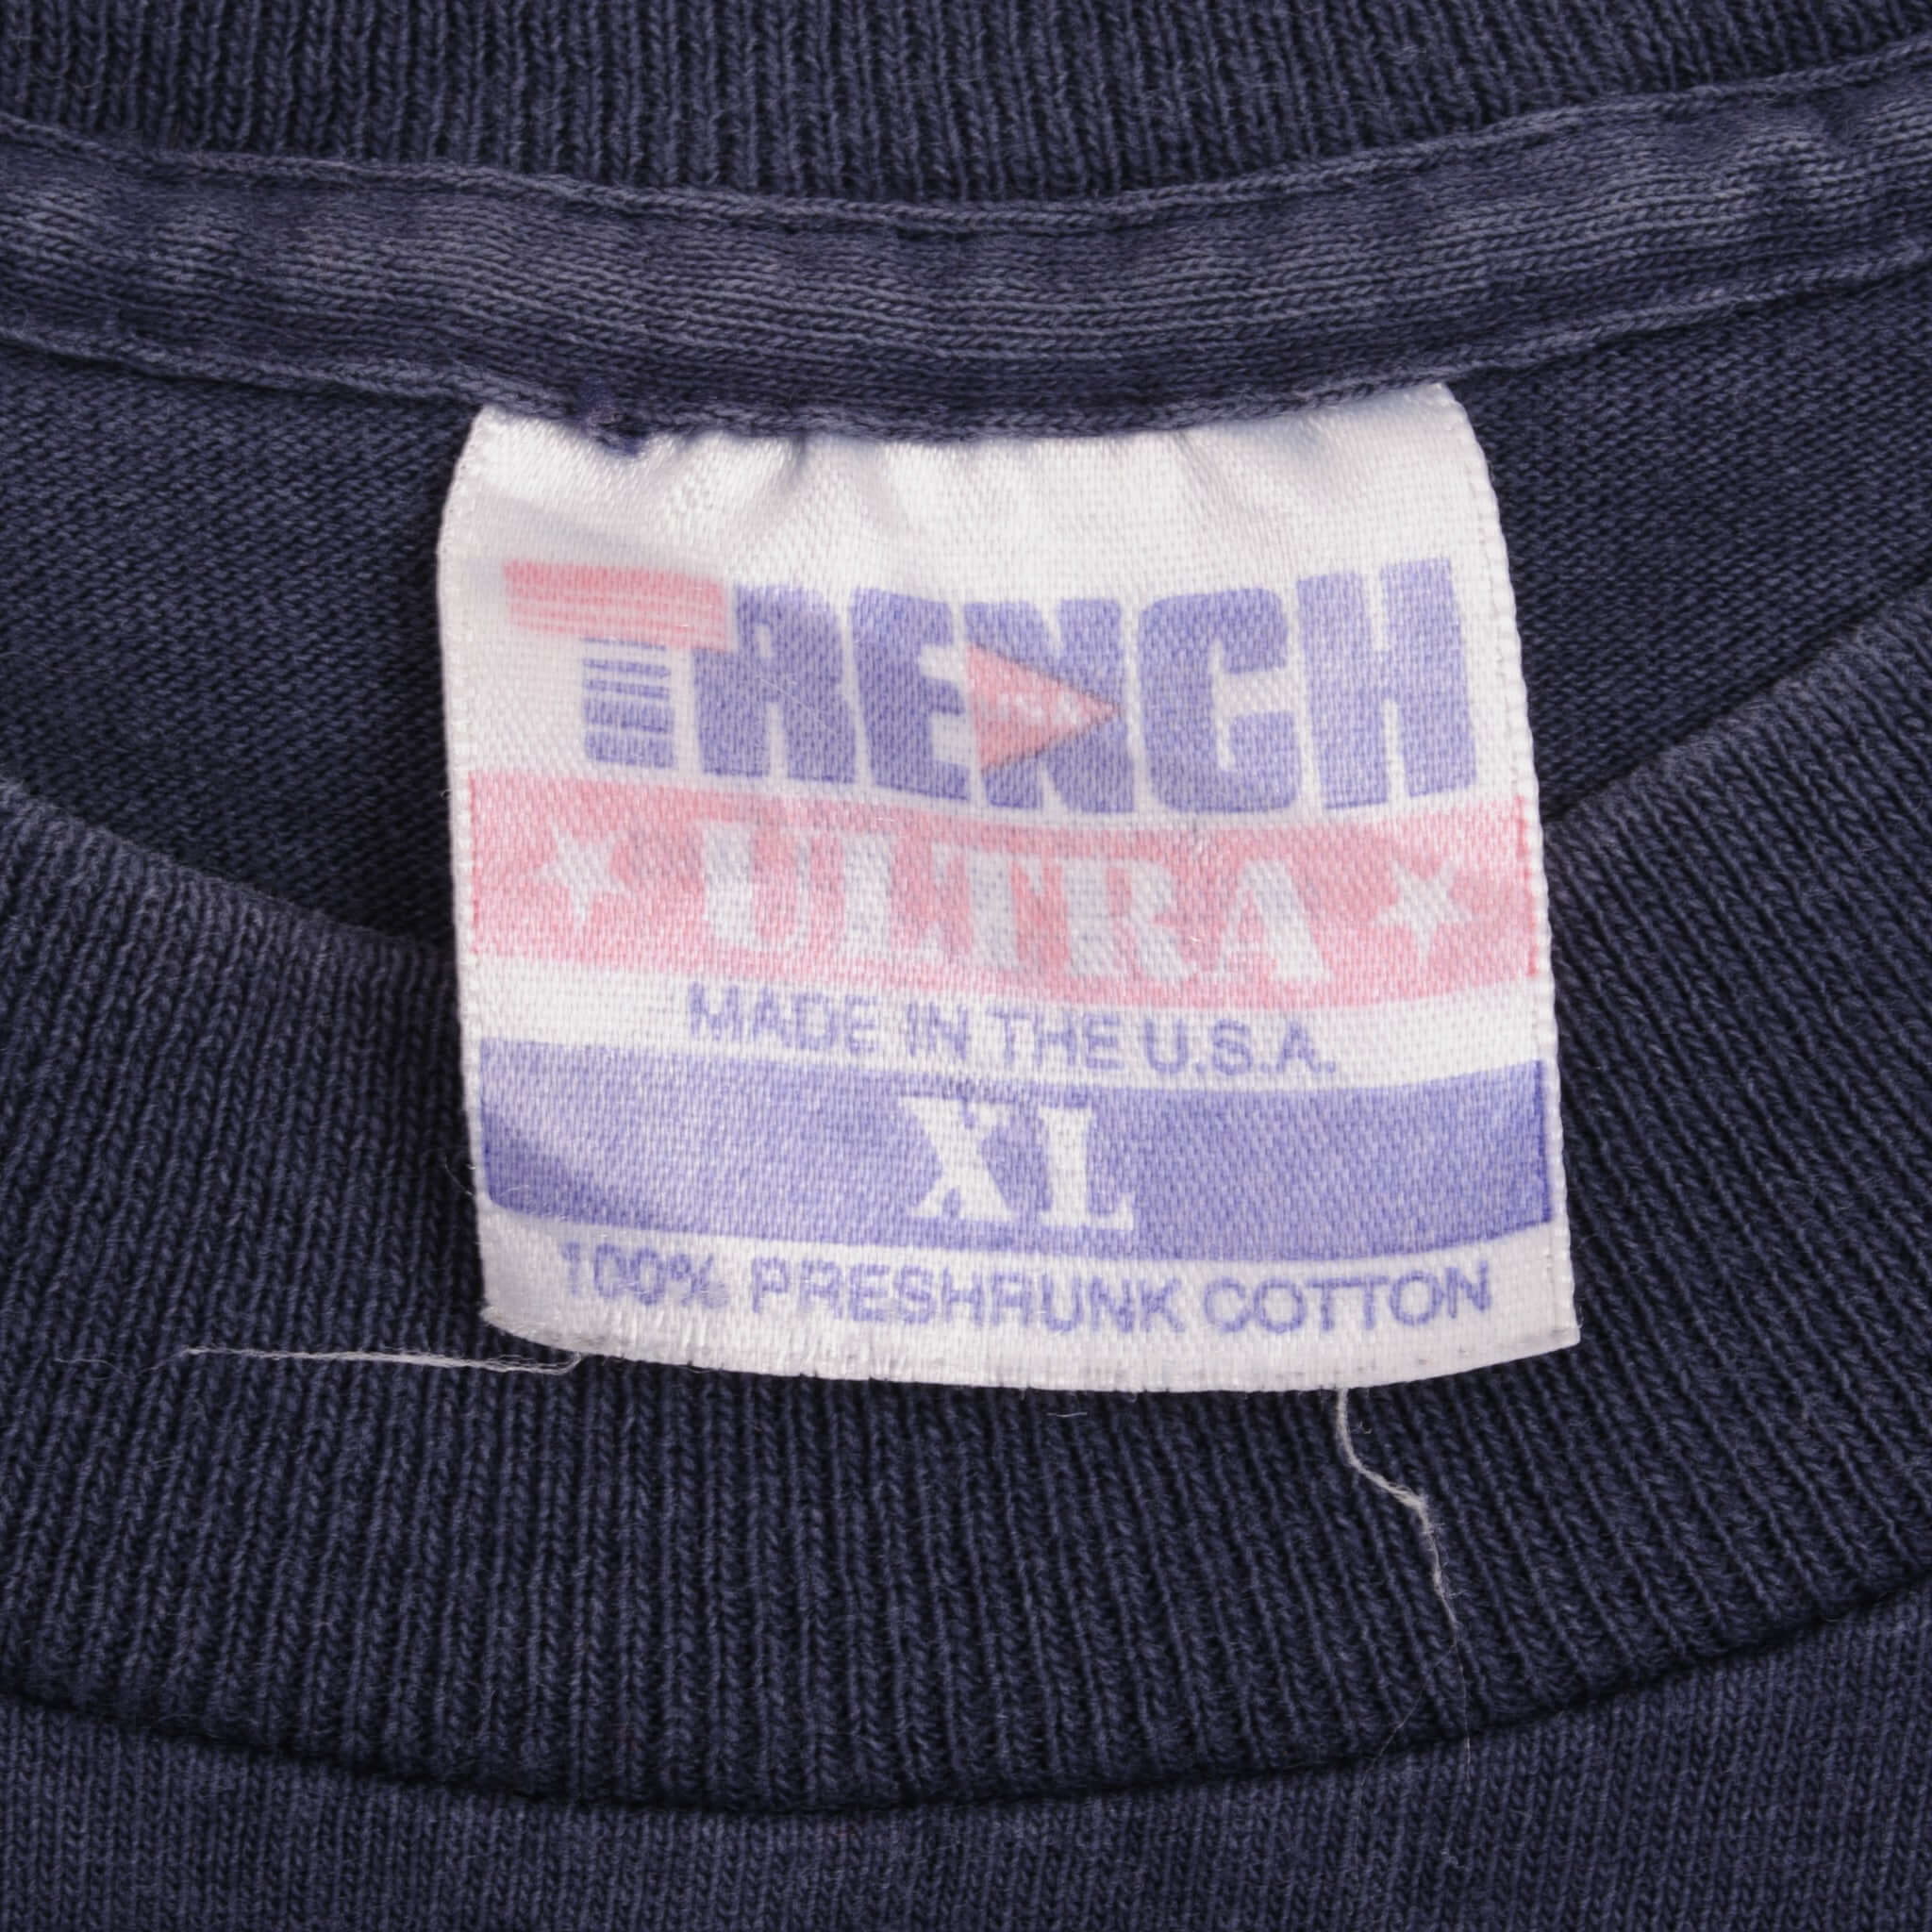 TRENCH
ULTRA
MADE IN THE U.S.A.
XL
100% PRESHRUNK COTTON